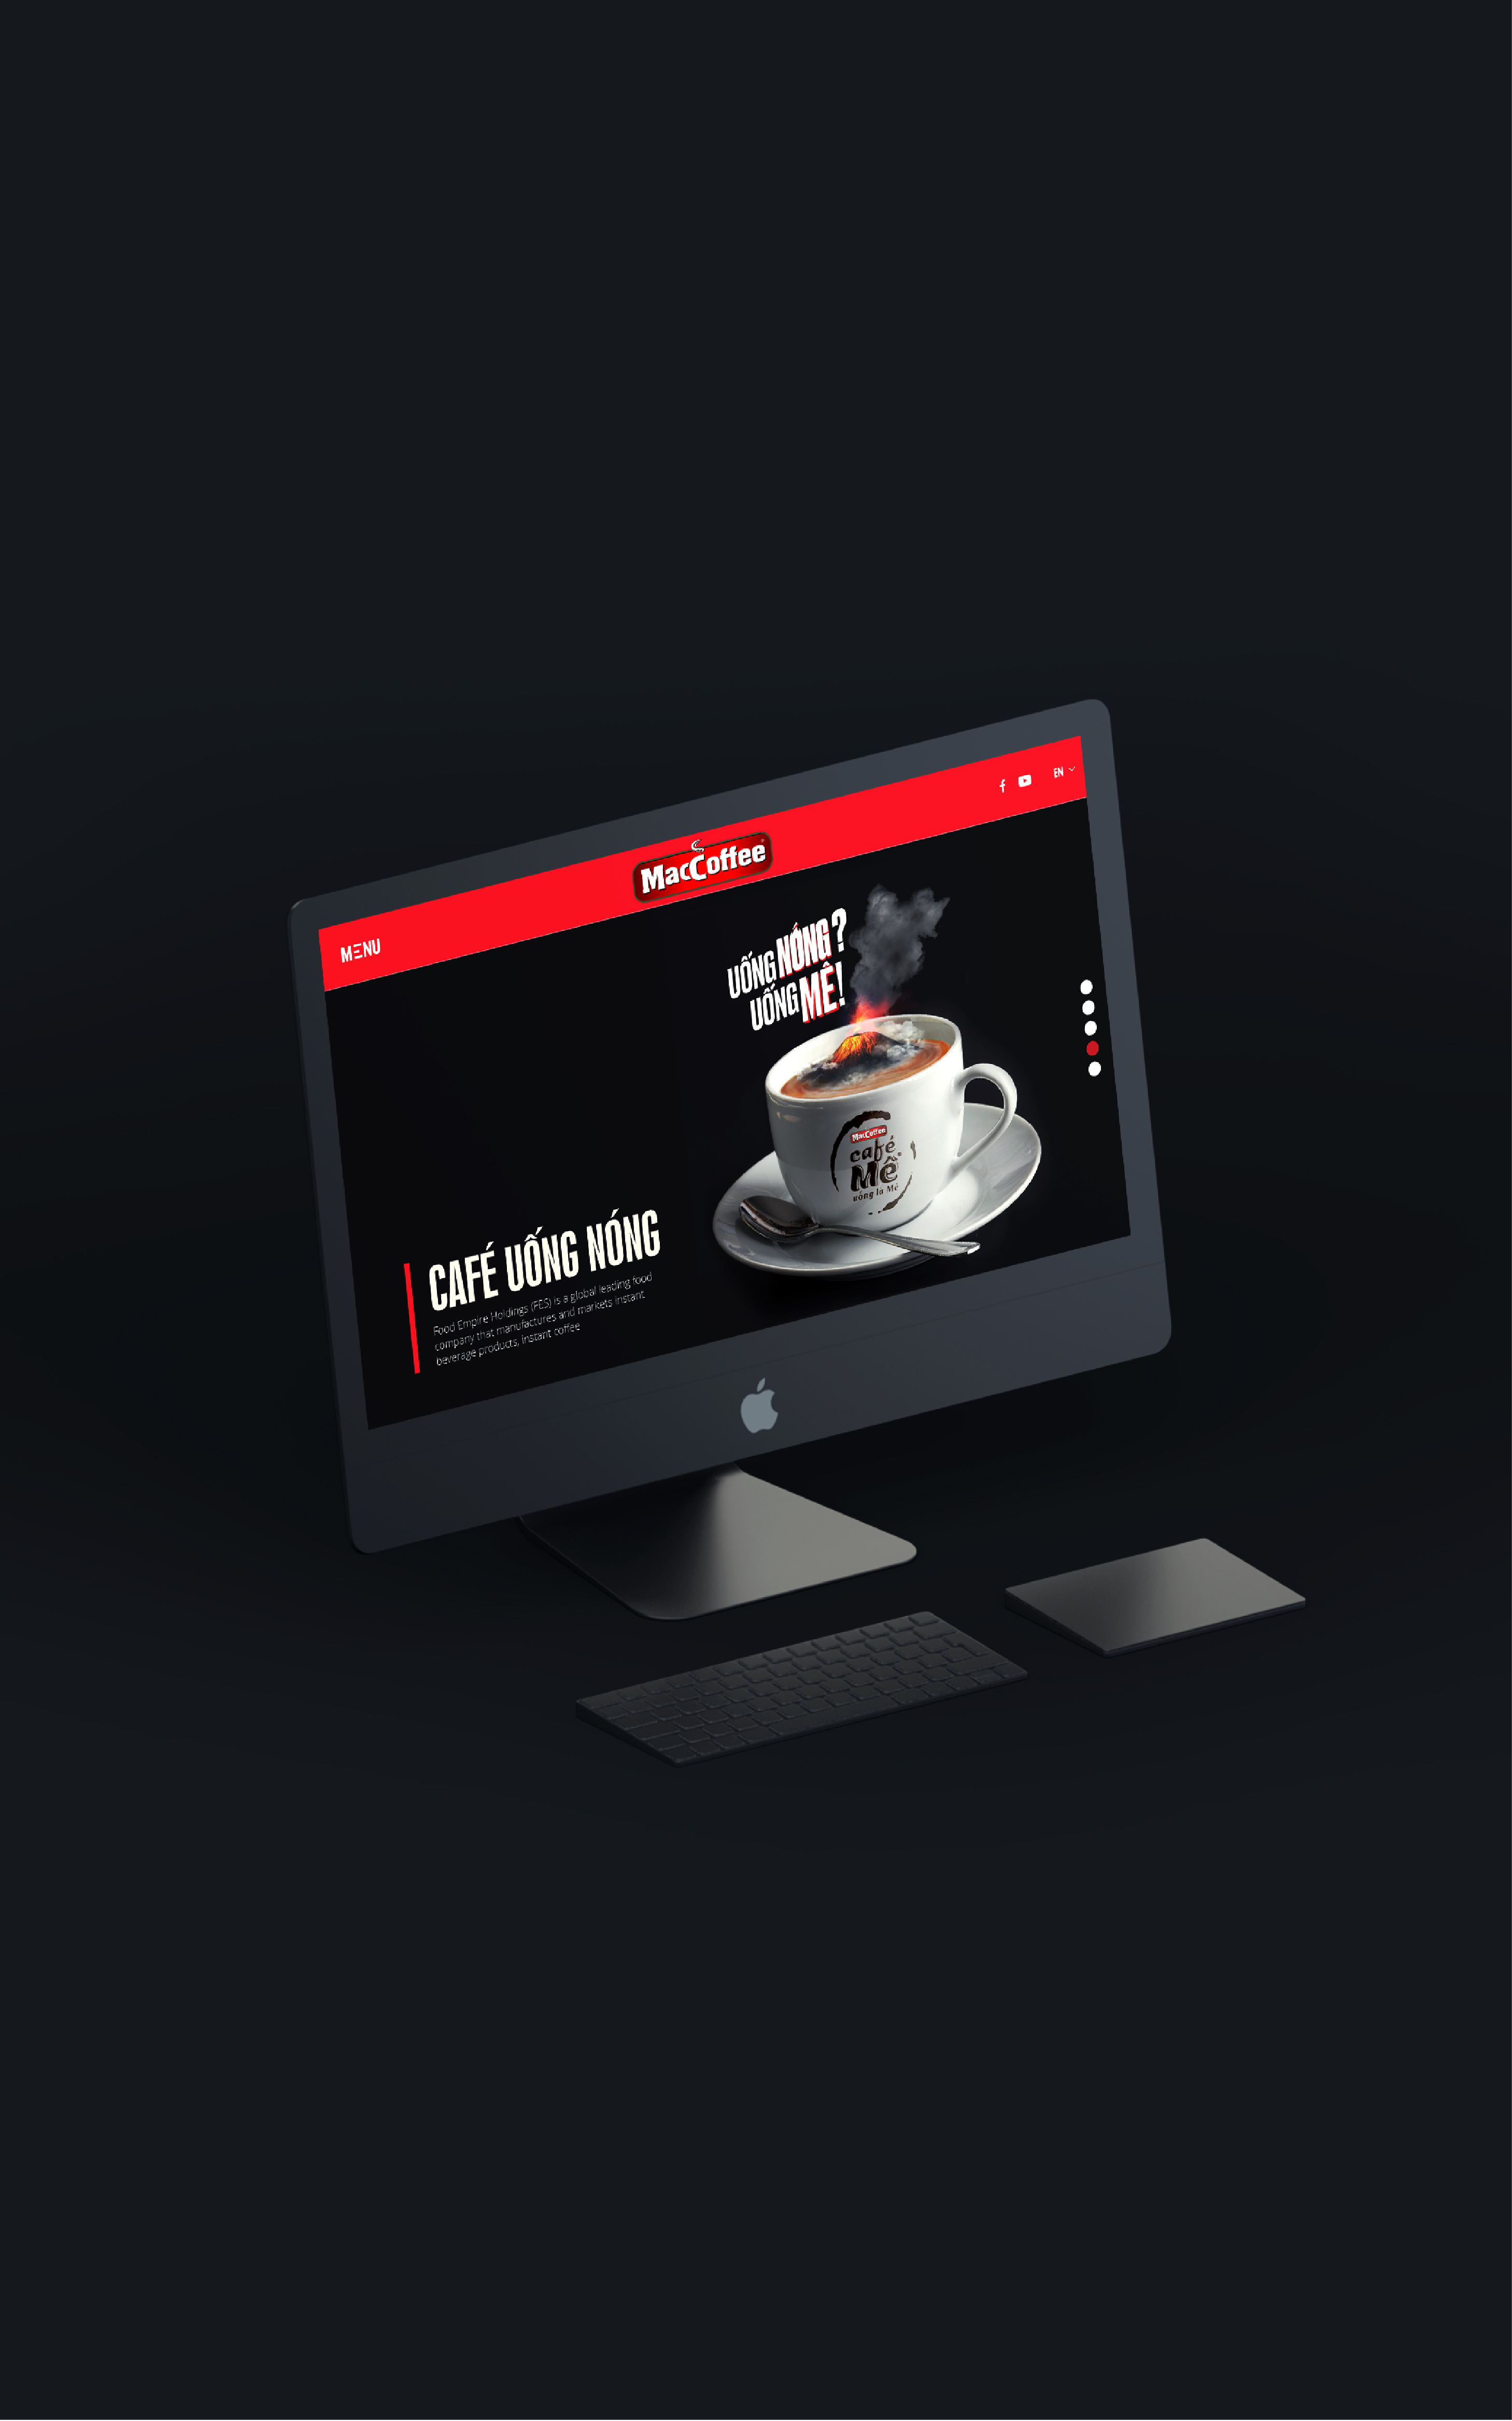 MENU
MacCoffee
EN
UỐNG NÓNG?
UỐNG MÊ!
MacCoffee
café
Mê
uống là Mê
CAFÉ UỐNG NÓNG
Food Empire Holdings (FES) is a global leading food
company that manufactures and markets instant
beverage products, instant coffee